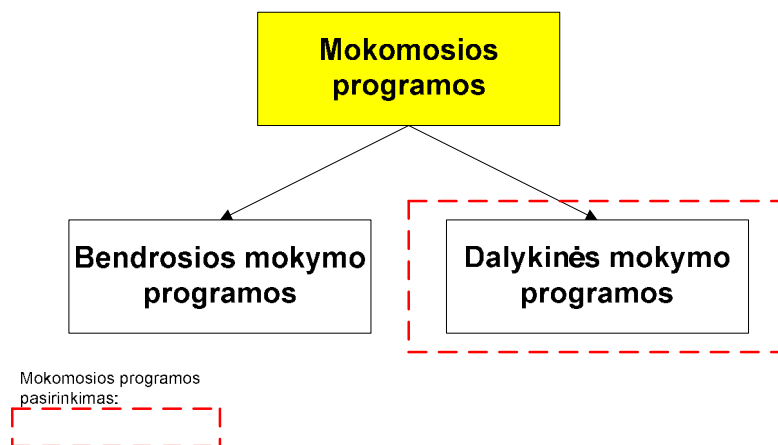 Mokomosios
programos
Bendrosios mokymo
programos
Dalykinės mokymo
programos
Mokomosios programos
pasirinkimas: